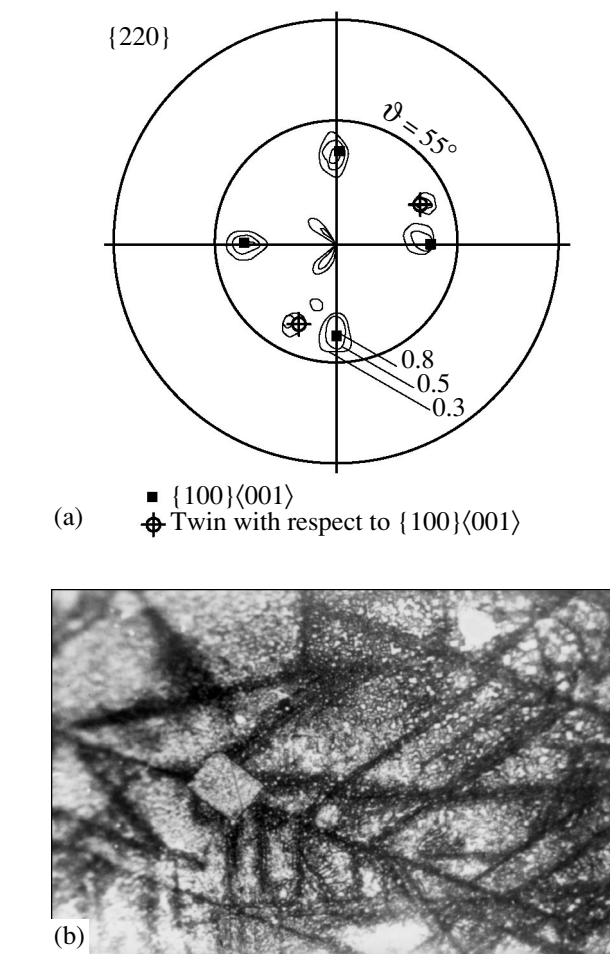 {220}
ϑ = 55°
0.8
0.5
0.3
{100}⟨001⟩
(a)
Twin with respect to {100}⟨001⟩
(b)